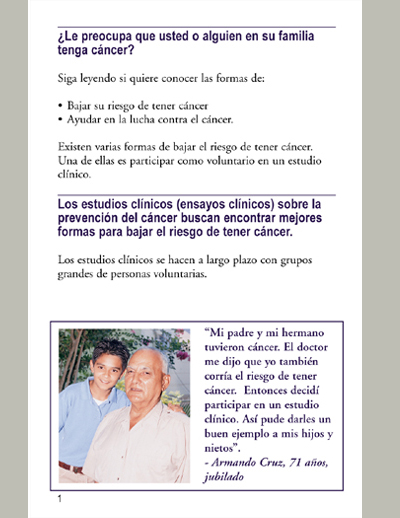 ¿Le preocupa que usted o alguien en su familia
tenga cáncer?
Siga leyendo si quiere conocer las formas de:
• Bajar su riesgo de tener cáncer
• Ayudar en la lucha contra el cáncer.
Existen varias formas de bajar el riesgo de tener cáncer.
Una de ellas es participar como voluntario en un estudio
clínico.
Los estudios clínicos (ensayos clínicos) sobre la
prevención del cáncer buscan encontrar mejores
formas para bajar el riesgo de tener cáncer.
Los estudios clínicos se hacen a largo plazo con grupos
grandes de personas voluntarias.
“Mi padre y mi hermano
tuvieron cáncer. El doctor
me dijo que yo también
corría el riesgo de tener
cáncer. Entonces decidí
participar en un estudio
clínico. Así pude darles un
buen ejemplo a mis hijos y
nietos”.
- Armando Cruz, 71 años,
jubilado
1